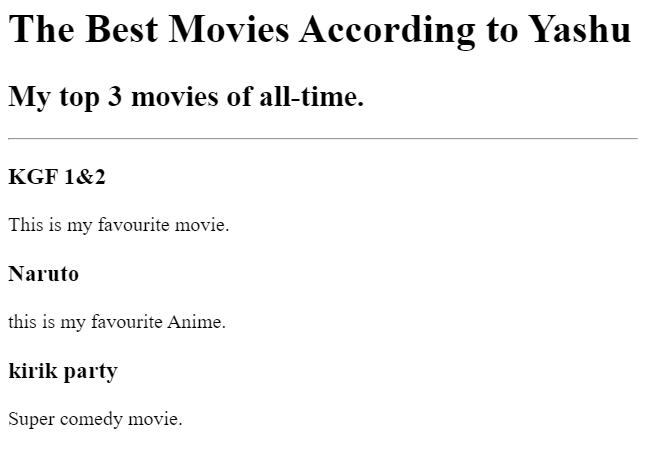 The Best Movies According to Yashu
My top 3 movies of all-time.
KGF 1&2
This is my favourite movie.
Naruto
this is my favourite Anime.
kirik party
Super comedy movie.